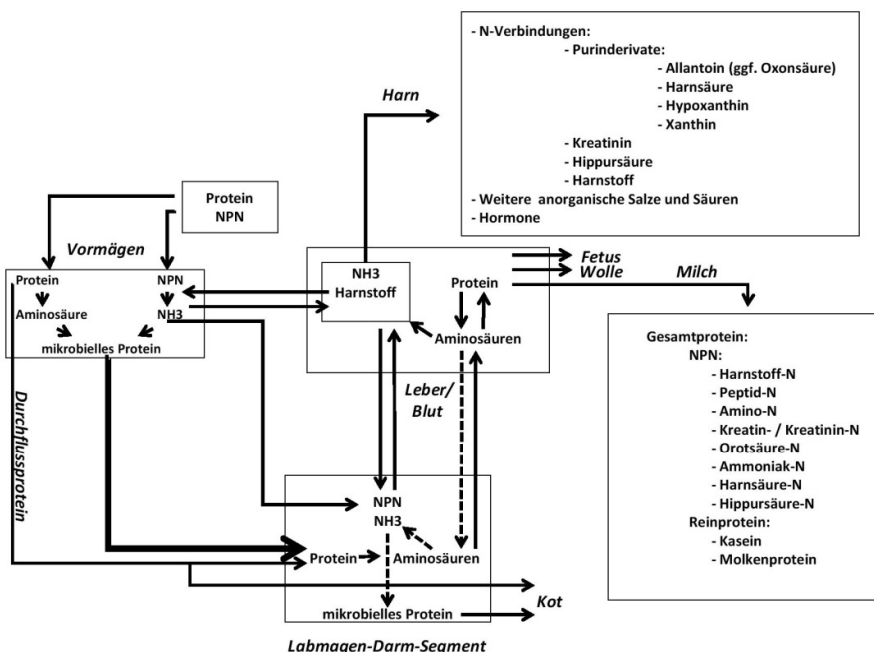 - N-Verbindungen:
- Purinderivate:
- Allantoin (ggf. Oxonsäure)
- Harnsäure
- Hypoxanthin
- Xanthin
- Kreatinin
- Hippursäure
- Harnstoff
- Weitere anorganische Salze und Säuren
- Hormone
Harn
Protein
NPN
Vormägen
Protein
NPN
Aminosäure
NH3
mikrobielles Protein
NH3
Harnstoff
Protein
Aminosäuren
Fetus
Wolle
Milch
Leber/
Blut
Durchflussprotein
Gesamtprotein:
NPN:
- Harnstoff-N
- Peptid-N
- Amino-N
- Kreatin- / Kreatinin-N
- Orotsäure-N
- Ammoniak-N
- Harnsäure-N
- Hippursäure-N
Reinprotein:
- Kasein
- Molkenprotein
NPN
NH3
Protein
Aminosäuren
mikrobielles Protein
Kot
Labmagen-Darm-Segment